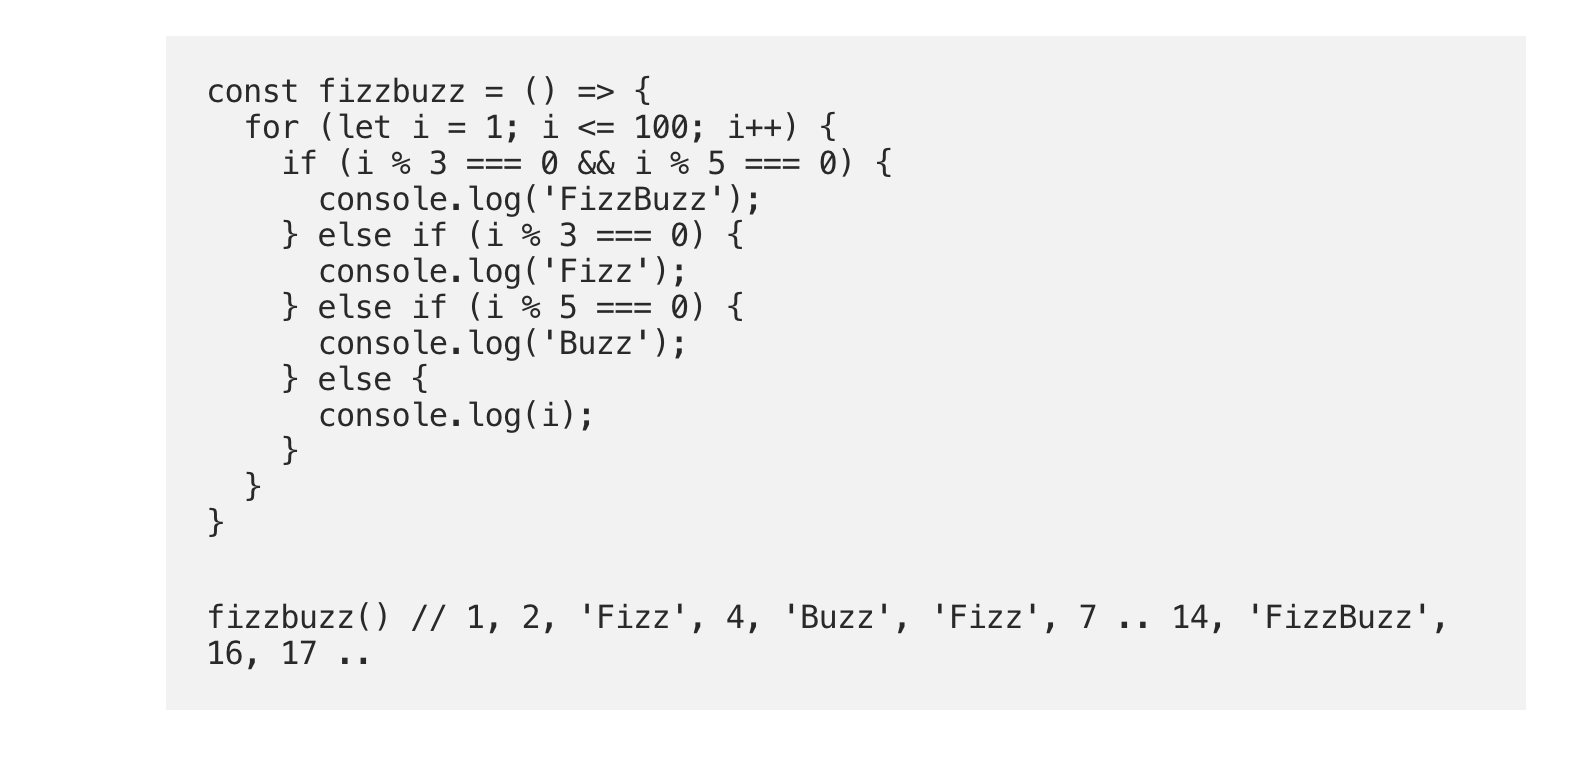 const fizzbuzz = () => {
  for (let i = 1; i <= 100; i++) {
    if (i % 3 === 0 && i % 5 === 0) {
      console.log('FizzBuzz');
    } else if (i % 3 === 0) {
      console.log('Fizz');
    } else if (i % 5 === 0) {
      console.log('Buzz');
    } else {
      console.log(i);
    }
  }
}
fizzbuzz() // 1, 2, 'Fizz', 4, 'Buzz', 'Fizz', 7 .. 14, 'FizzBuzz',
16, 17 ..